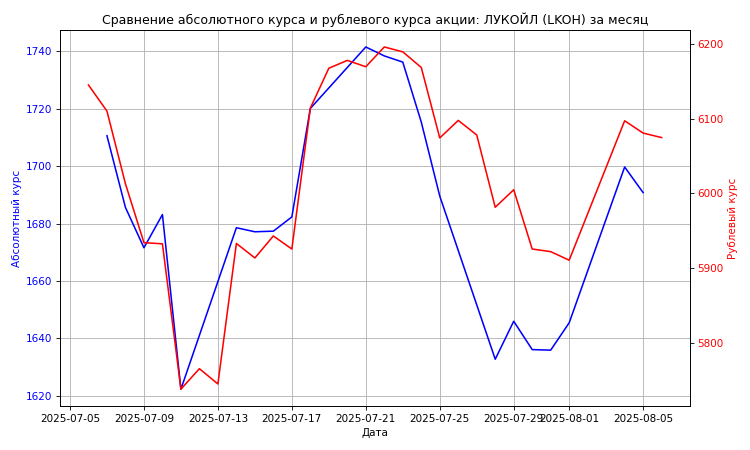 Сравнение абсолютного курса и рублевого курса акции: ЛУКОЙЛ (LKOH) за месяц
1740
1720
1700
1680
1660
1640
1620
Абсолютный курс
6200
6100
6000
5900
5800
Рублевый курс
2025-07-05 2025-07-09 2025-07-13 2025-07-17 2025-07-21 2025-07-25 2025-07-29 2025-08-01 2025-08-05
Дата